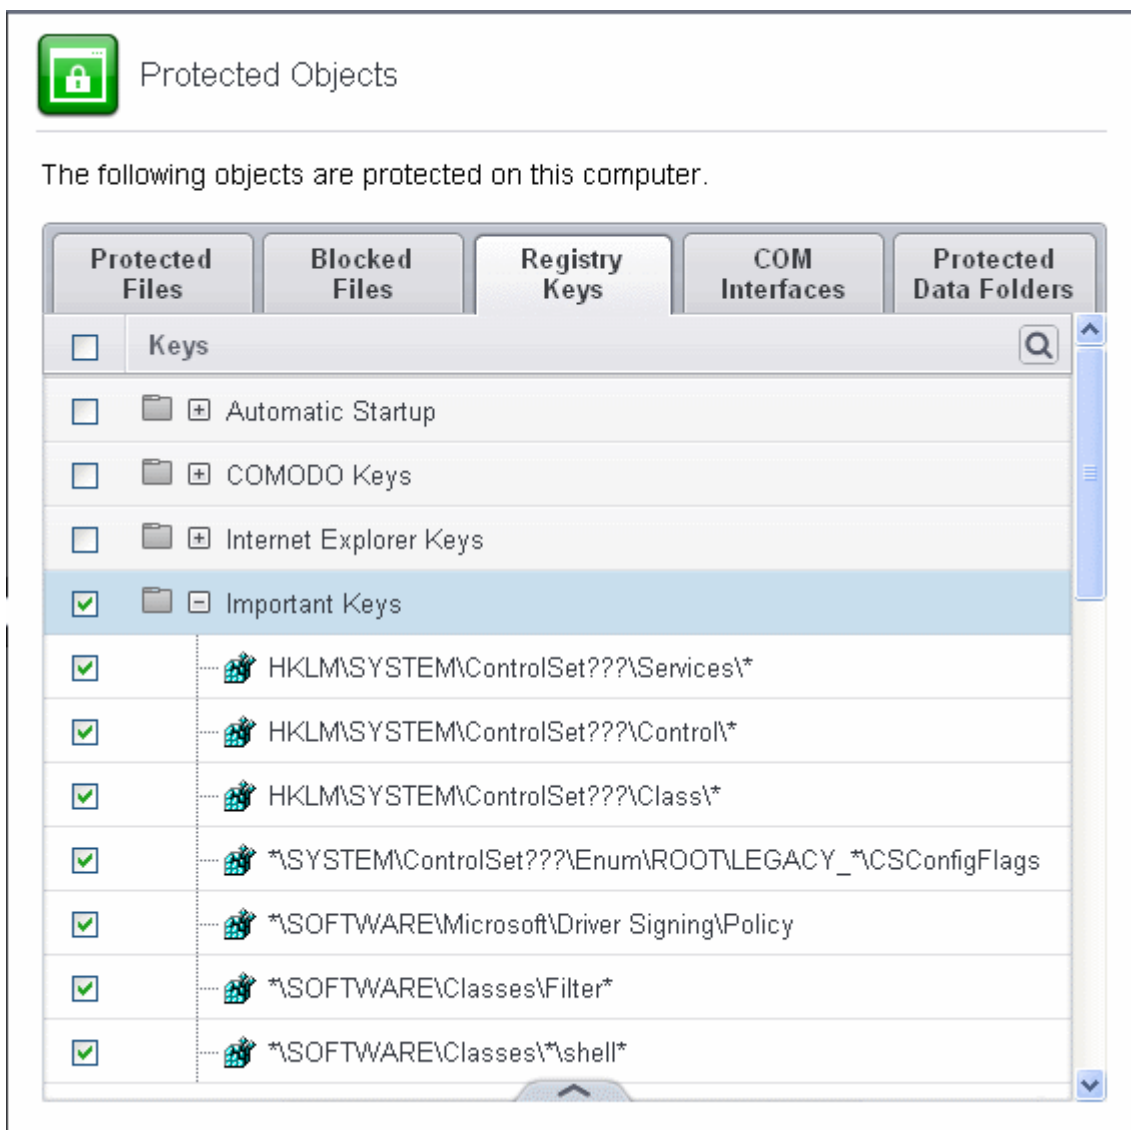 Protected Objects
The following objects are protected on this computer.
Protected Files
Blocked Files
Registry Keys
COM Interfaces
Protected Data Folders
Keys
Automatic Startup
COMODO Keys
Internet Explorer Keys
Important Keys
HKLM\SYSTEM\ControlSet???\Services\*
HKLM\SYSTEM\ControlSet???\Control\*
HKLM\SYSTEM\ControlSet???\Class\*
*\SYSTEM\ControlSet???\Enum\ROOT\LEGACY_*\CSConfigFlags
*\SOFTWARE\Microsoft\Driver Signing\Policy
*\SOFTWARE\Classes\Filter*
*\SOFTWARE\Classes\*\shell*